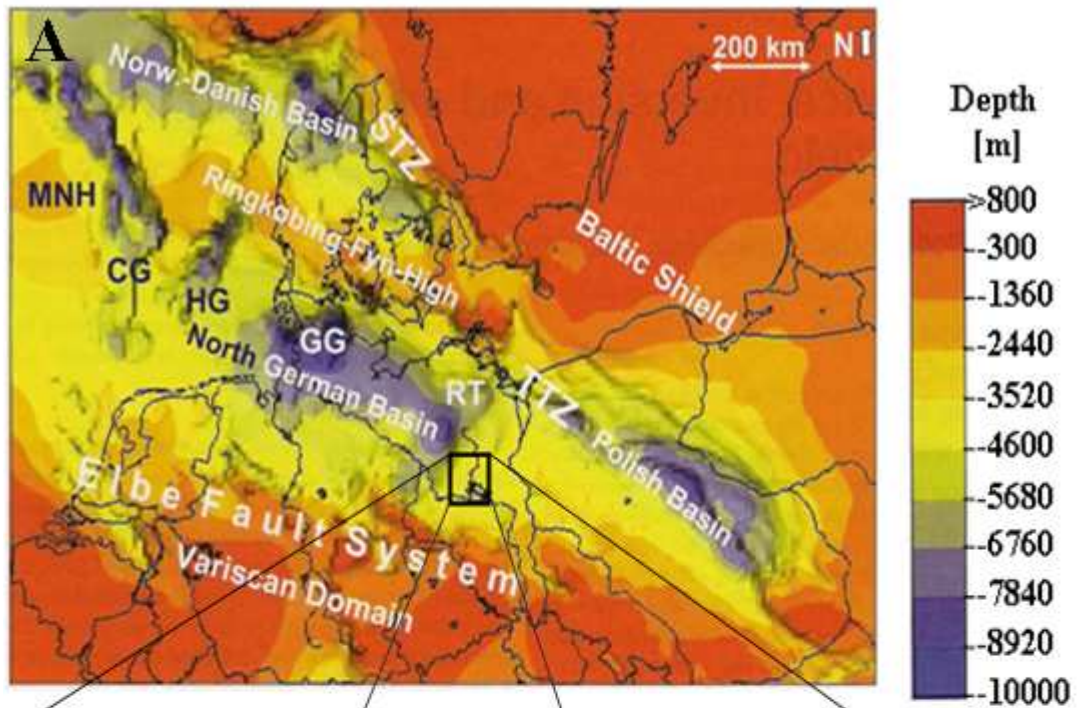 A
Norw.-Danish Basin
STZ
200 km
N
MNH
Ringkobing-Fyn-High
Baltic Shield
CG
HG
GG
North German Basin
RT
TTZ
Polish Basin
Elbe Fault System
Variscan Domain
Depth
[m]
>800
-300
-1360
-2440
-3520
-4600
-5680
-6760
-7840
-8920
-10000